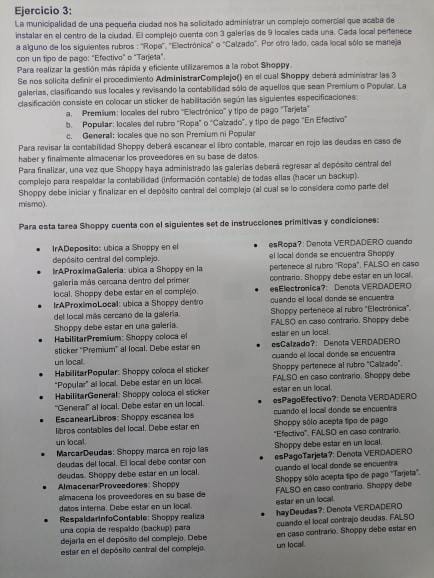 Ejercicio 3:
La municipalidad de una pequeña ciudad nos ha solicitado administrar un complejo comercial que acaba de
instalar en el centro de la ciudad. El complejo cuenta con 3 galerías de 9 locales cada una. Cada local pertenece
a alguno de los siguientes rubros : "Ropa", "Electrónica" o "Calzado". Por otro lado, cada local sólo se maneja
con un tipo de pago: "Efectivo" o "Tarjeta".
Para realizar la gestión más rápida y eficiente utilizaremos a la robot Shoppy.
Se nos solicita definir el procedimiento AdministrarComplejo() en el cual Shoppy deberá administrar las 3
galerías, clasificando sus locales y revisando la contabilidad sólo de aquellos que sean Premium o Popular. La
clasificación consiste en colocar un sticker de habilitación según las siguientes especificaciones:
a. Premium: locales del rubro "Electrónico" y tipo de pago "Tarjeta"
b. Popular: locales del rubro "Ropa" o "Calzado", y tipo de pago "En Efectivo"
c. General: locales que no son Premium ni Popular
Para revisar la contabilidad Shoppy deberá escanear el libro contable, marcar en rojo las deudas en caso de
haber y finalmente almacenar los proveedores en su base de datos.
Para finalizar, una vez que Shoppy haya administrado las galerías deberá regresar al depósito central del
complejo para respaldar la contabilidad (información contable) de todas ellas (hacer un backup).
Shoppy debe iniciar y finalizar en el depósito central del complejo (al cual se lo considera como parte del
mismo).
Para esta tarea Shoppy cuenta con el siguientes set de instrucciones primitivas y condiciones:
• IrADeposito: ubica a Shoppy en el
depósito central del complejo.
• IrAProximaGaleria: ubica a Shoppy en la
galería más cercana dentro del primer
local. Shoppy debe estar en el complejo.
• IrAProximoLocal: ubica a Shoppy dentro
del local más cercano de la galería.
Shoppy debe estar en una galería.
• HabilitarPremium: Shoppy coloca el
sticker "Premium" al local. Debe estar en
un local.
• HabilitarPopular: Shoppy coloca el sticker
"Popular" al local. Debe estar en un local.
• HabilitarGeneral: Shoppy coloca el sticker
"General" al local. Debe estar en un local.
• EscanearLibros: Shoppy escanea los
libros contables del local. Debe estar en
un local.
• MarcarDeudas: Shoppy marca en rojo las
deudas del local. El local debe contar con
deudas. Shoppy debe estar en un local.
• AlmacenarProveedores: Shoppy
almacena los proveedores en su base de
datos interna. Debe estar en un local.
• RespaldarInfoContable: Shoppy realiza
una copia de respaldo (backup) para
dejarla en el depósito del complejo. Debe
estar en el depósito central del complejo.
• esRopa?: Denota VERDADERO cuando
el local donde se encuentra Shoppy
pertenece al rubro "Ropa". FALSO en caso
contrario. Shoppy debe estar en un local.
• esElectronica?: Denota VERDADERO
cuando el local donde se encuentra
Shoppy pertenece al rubro "Electrónica".
FALSO en caso contrario. Shoppy debe
estar en un local.
• esCalzado?: Denota VERDADERO
cuando el local donde se encuentra
Shoppy pertenece al rubro "Calzado".
FALSO en caso contrario. Shoppy debe
estar en un local.
• esPagoEfectivo?: Denota VERDADERO
cuando el local donde se encuentra
Shoppy sólo acepta tipo de pago
"Efectivo". FALSO en caso contrario.
Shoppy debe estar en un local.
• esPagoTarjeta?: Denota VERDADERO
cuando el local donde se encuentra
Shoppy sólo acepta tipo de pago "Tarjeta".
FALSO en caso contrario. Shoppy debe
estar en un local.
• hayDeudas?: Denota VERDADERO
cuando el local contrajo deudas. FALSO
en caso contrario. Shoppy debe estar en
un local.